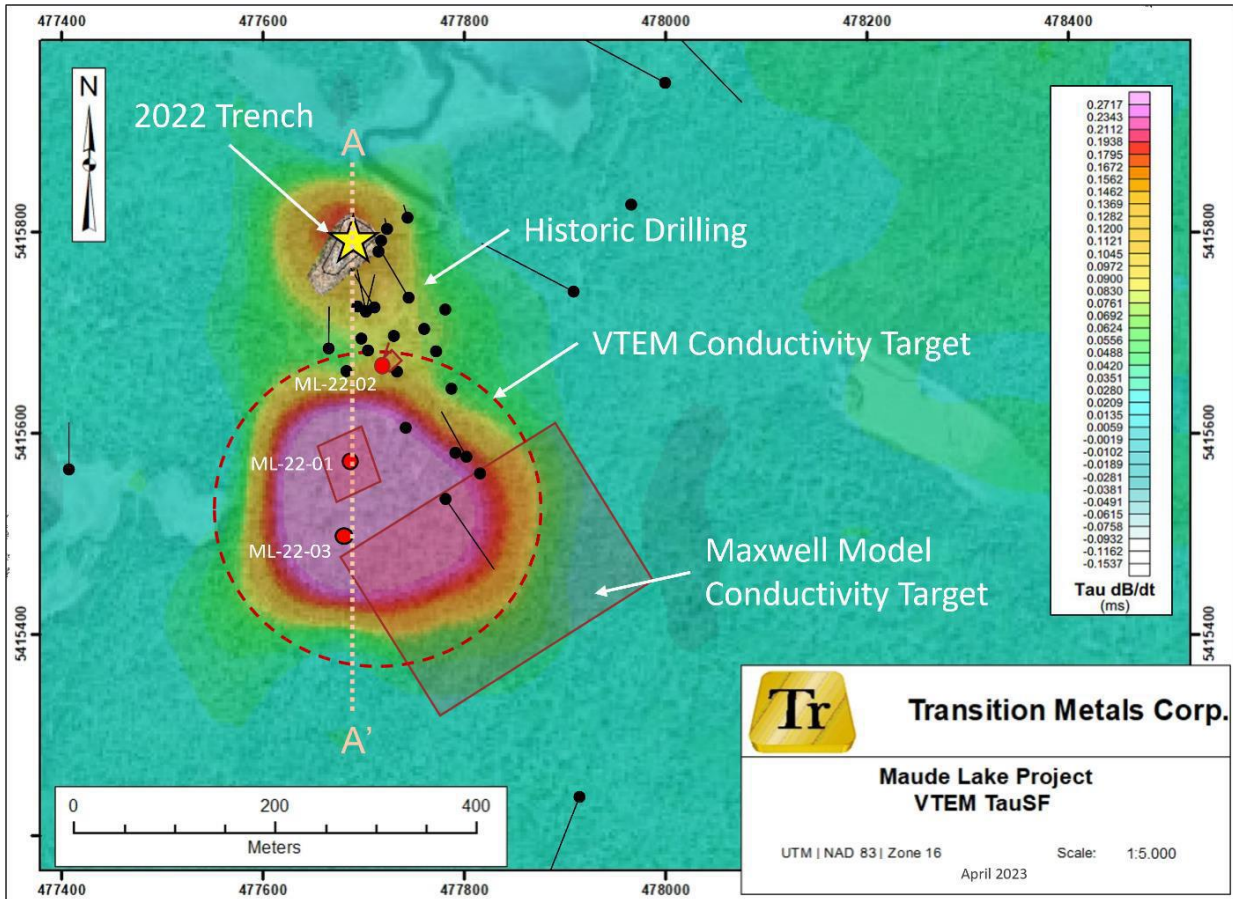 477400 477600 477800 478000 478200 478400
N
2022 Trench
A
5415800
5415800
Historic Drilling
VTEM Conductivity Target
ML-22-02
5415600
5415600
ML-22-01
ML-22-03
Maxwell Model
Conductivity Target
5415400
5415400
A'
0.2717
0.2343
0.2112
0.1938
0.1795
0.1672
0.1562
0.1462
0.1369
0.1282
0.1200
0.1121
0.1045
0.0972
0.0900
0.0830
0.0761
0.0692
0.0624
0.0556
0.0488
0.0420
0.0351
0.0280
0.0209
0.0135
0.0059
-0.0019
-0.0102
-0.0189
-0.0281
-0.0381
-0.0491
-0.0615
-0.0758
-0.0932
-0.1162
-0.1537
Tau dB/dt
(ms)
0 200 400
Meters
Tr
Transition Metals Corp.
Maude Lake Project
VTEM TauSF
UTM | NAD 83 | Zone 16 Scale: 1:5.000
April 2023
477400 477600 477800 478000 478200 478400